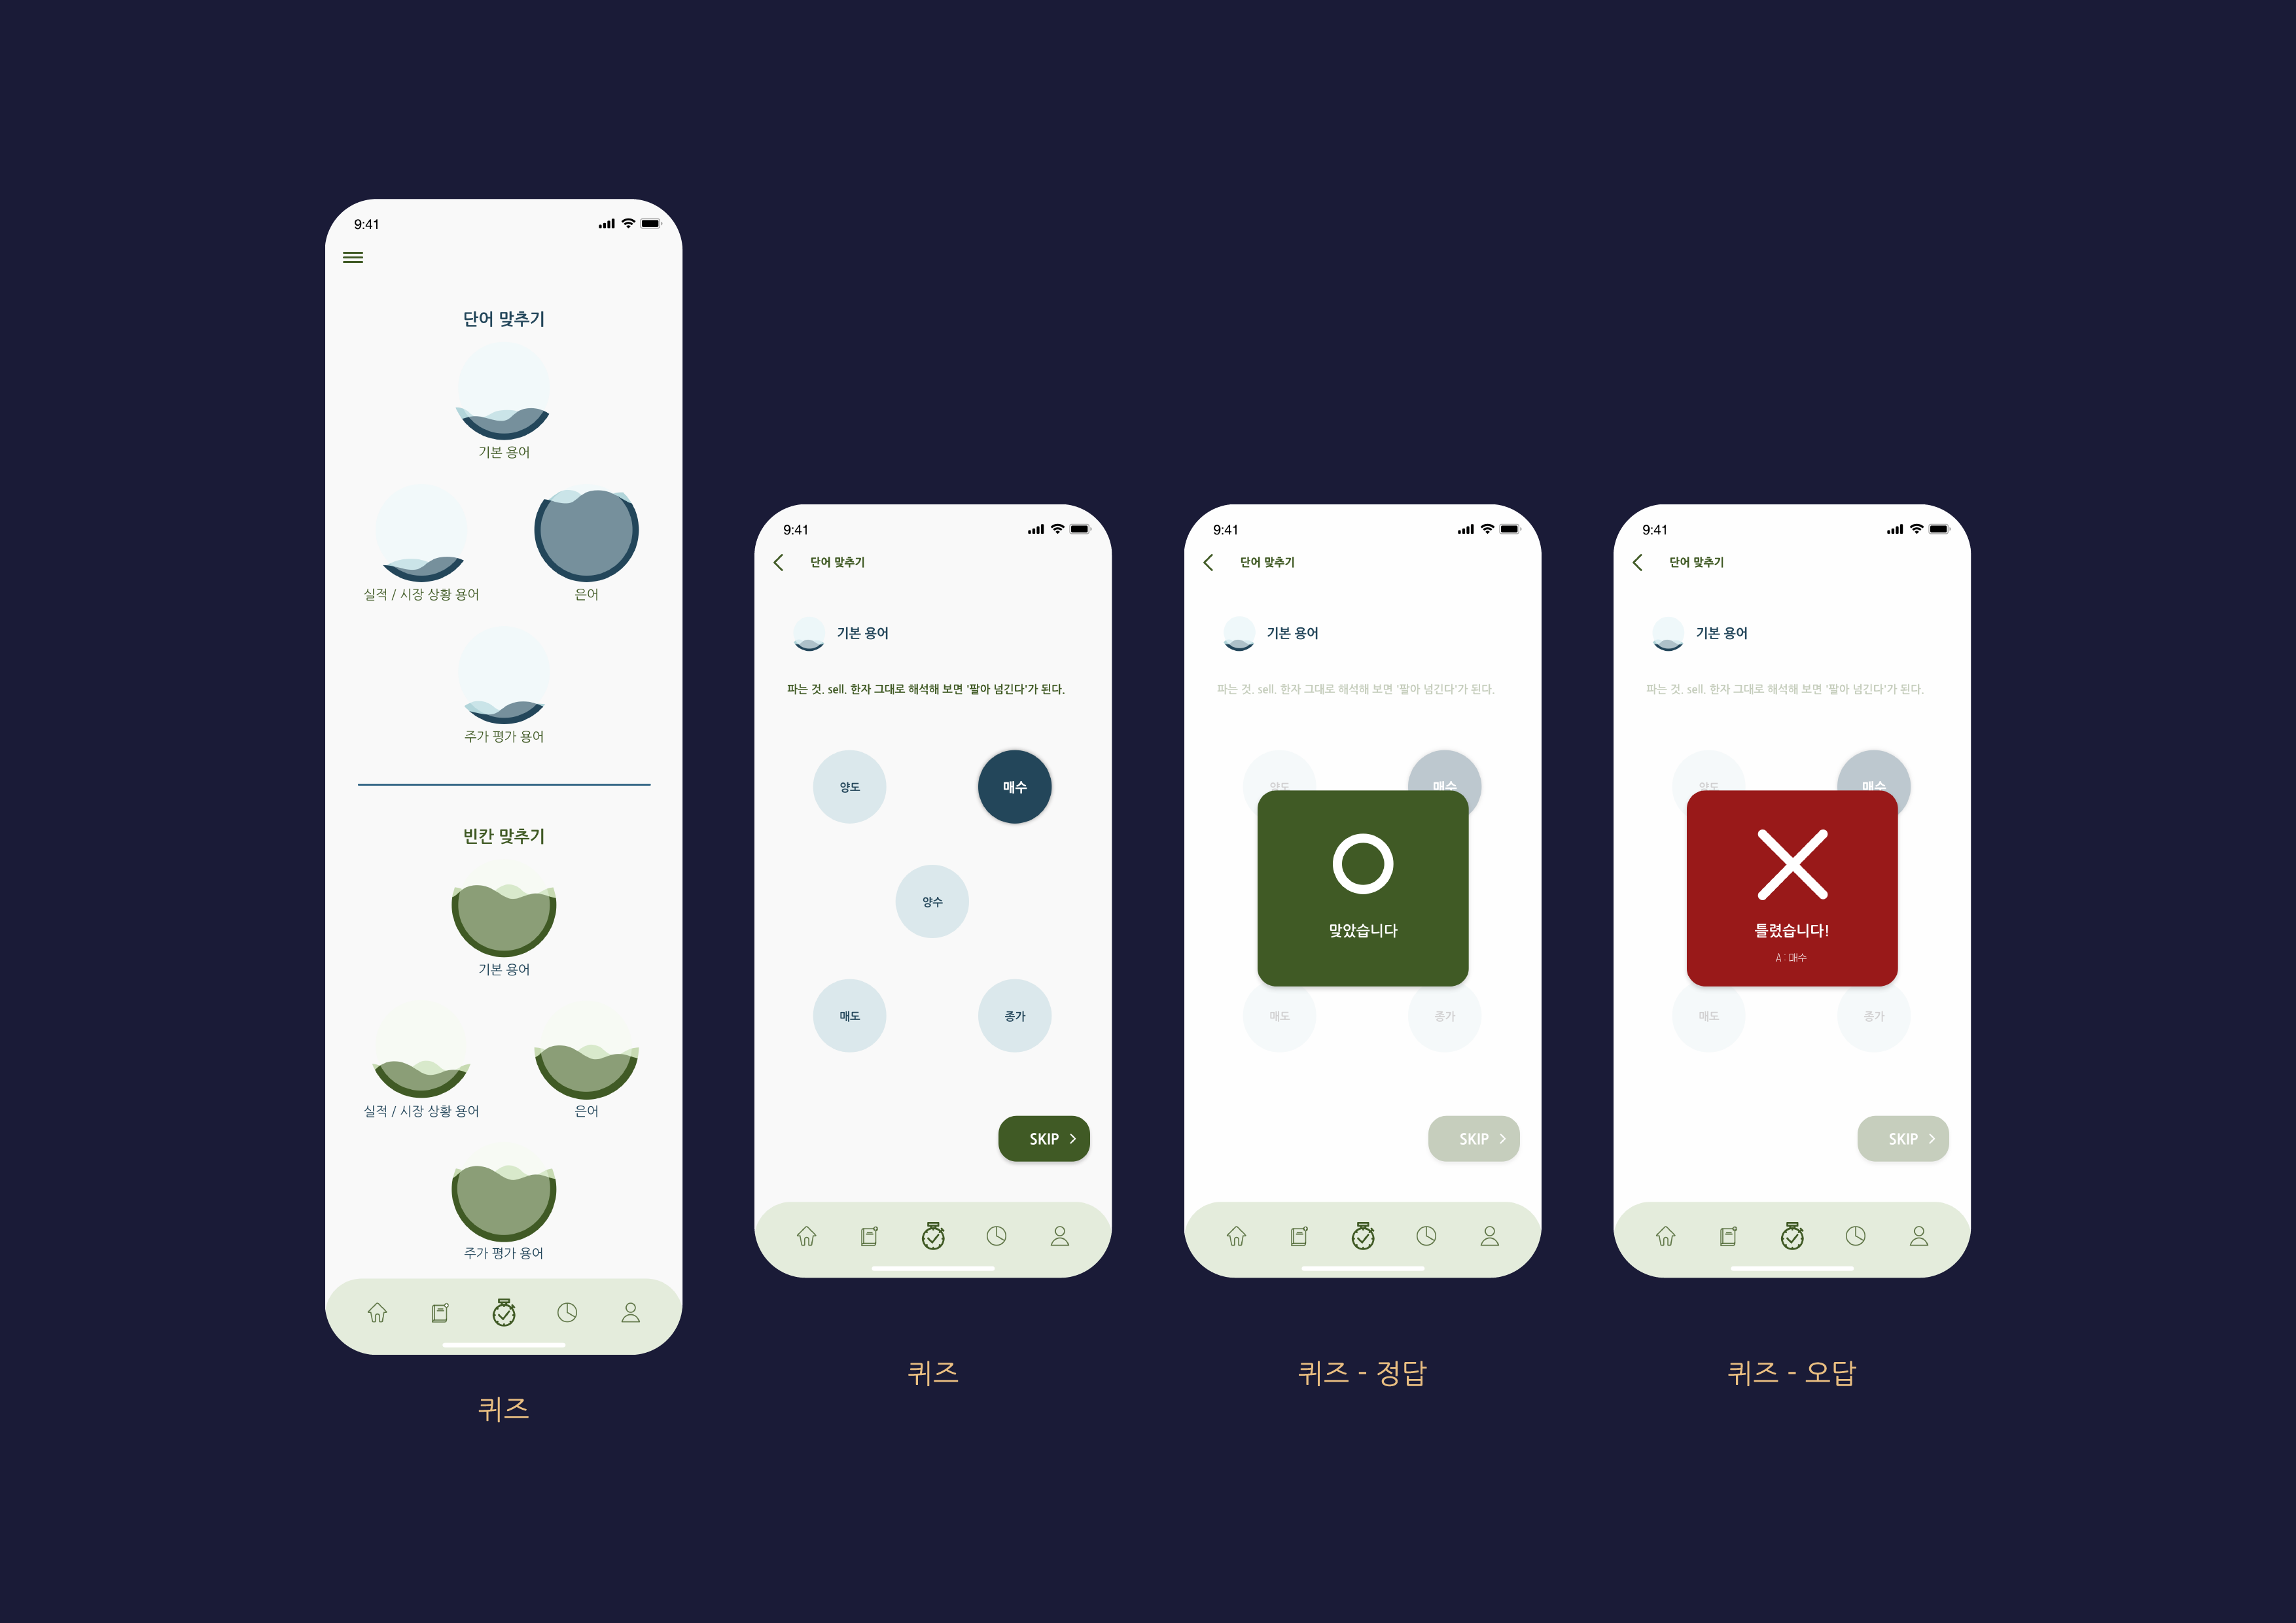 9:41
단어 맞추기
기본 용어
실적 / 시장 상황 용어
은어
주가 평가 용어
빈칸 맞추기
기본 용어
실적 / 시장 상황 용어
은어
주가 평가 용어
퀴즈
9:41
단어 맞추기
기본 용어
파는 것. sell. 한자 그대로 해석해 보면 '팔아 넘긴다'가 된다.
양도
매수
양수
매도
종가
SKIP
퀴즈
9:41
단어 맞추기
기본 용어
파는 것. sell. 한자 그대로 해석해 보면 '팔아 넘긴다'가 된다.
양도
매수
맞았습니다
매도
종가
SKIP
퀴즈 - 정답
9:41
단어 맞추기
기본 용어
파는 것. sell. 한자 그대로 해석해 보면 '팔아 넘긴다'가 된다.
양도
매수
틀렸습니다!
A : 매수
매도
종가
SKIP
퀴즈 - 오답